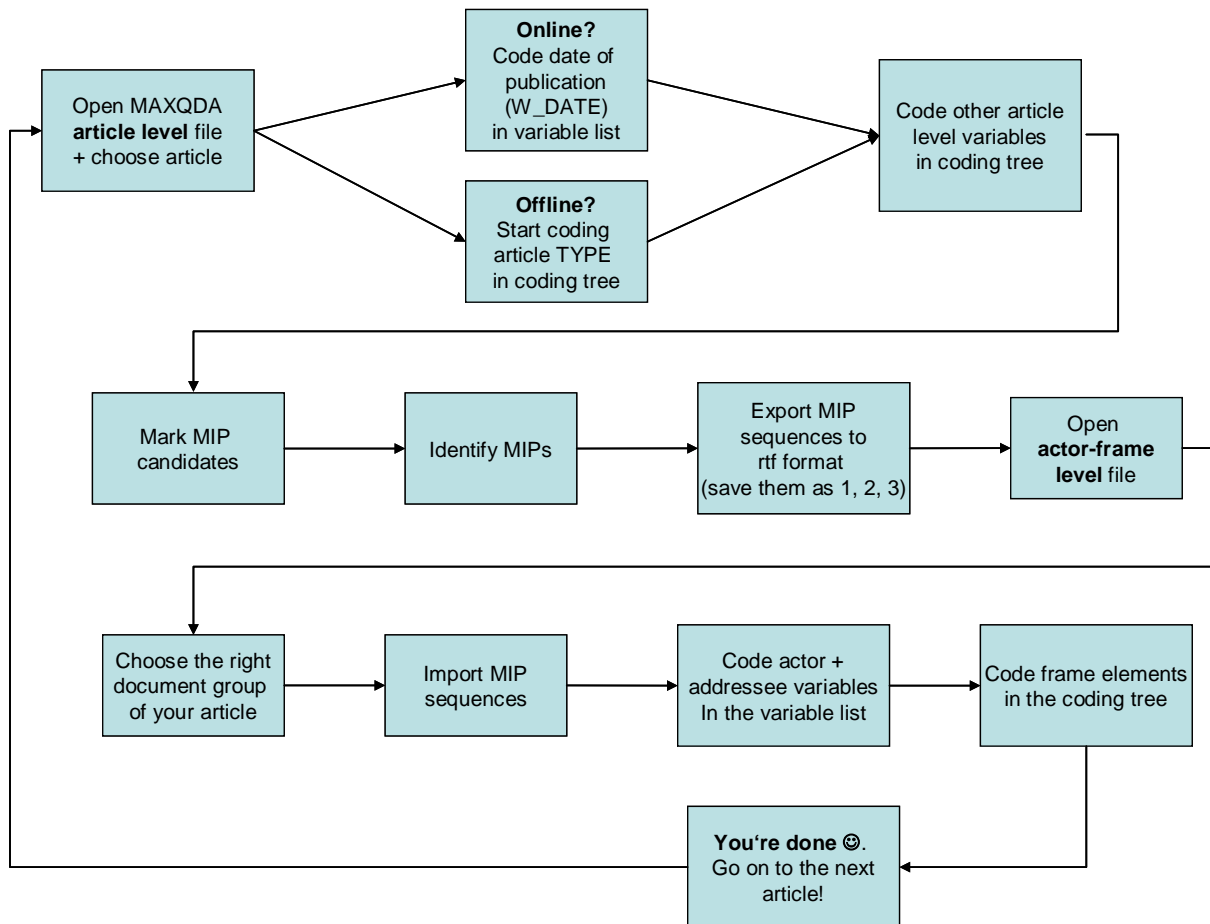 Open MAXQDA
article level file
+ choose article
Online?
Code date of
publication
(W_DATE)
in variable list
Offline?
Start coding
article TYPE
in coding tree
Code other article
level variables
in coding tree
Mark MIP
candidates
Identify MIPs
Export MIP
sequences to
rtf format
(save them as 1, 2, 3)
Open
actor-frame
level file
Choose the right
document group
of your article
Import MIP
sequences
Code actor +
addressee variables
In the variable list
Code frame elements
in the coding tree
You‘re done ☺.
Go on to the next
article!